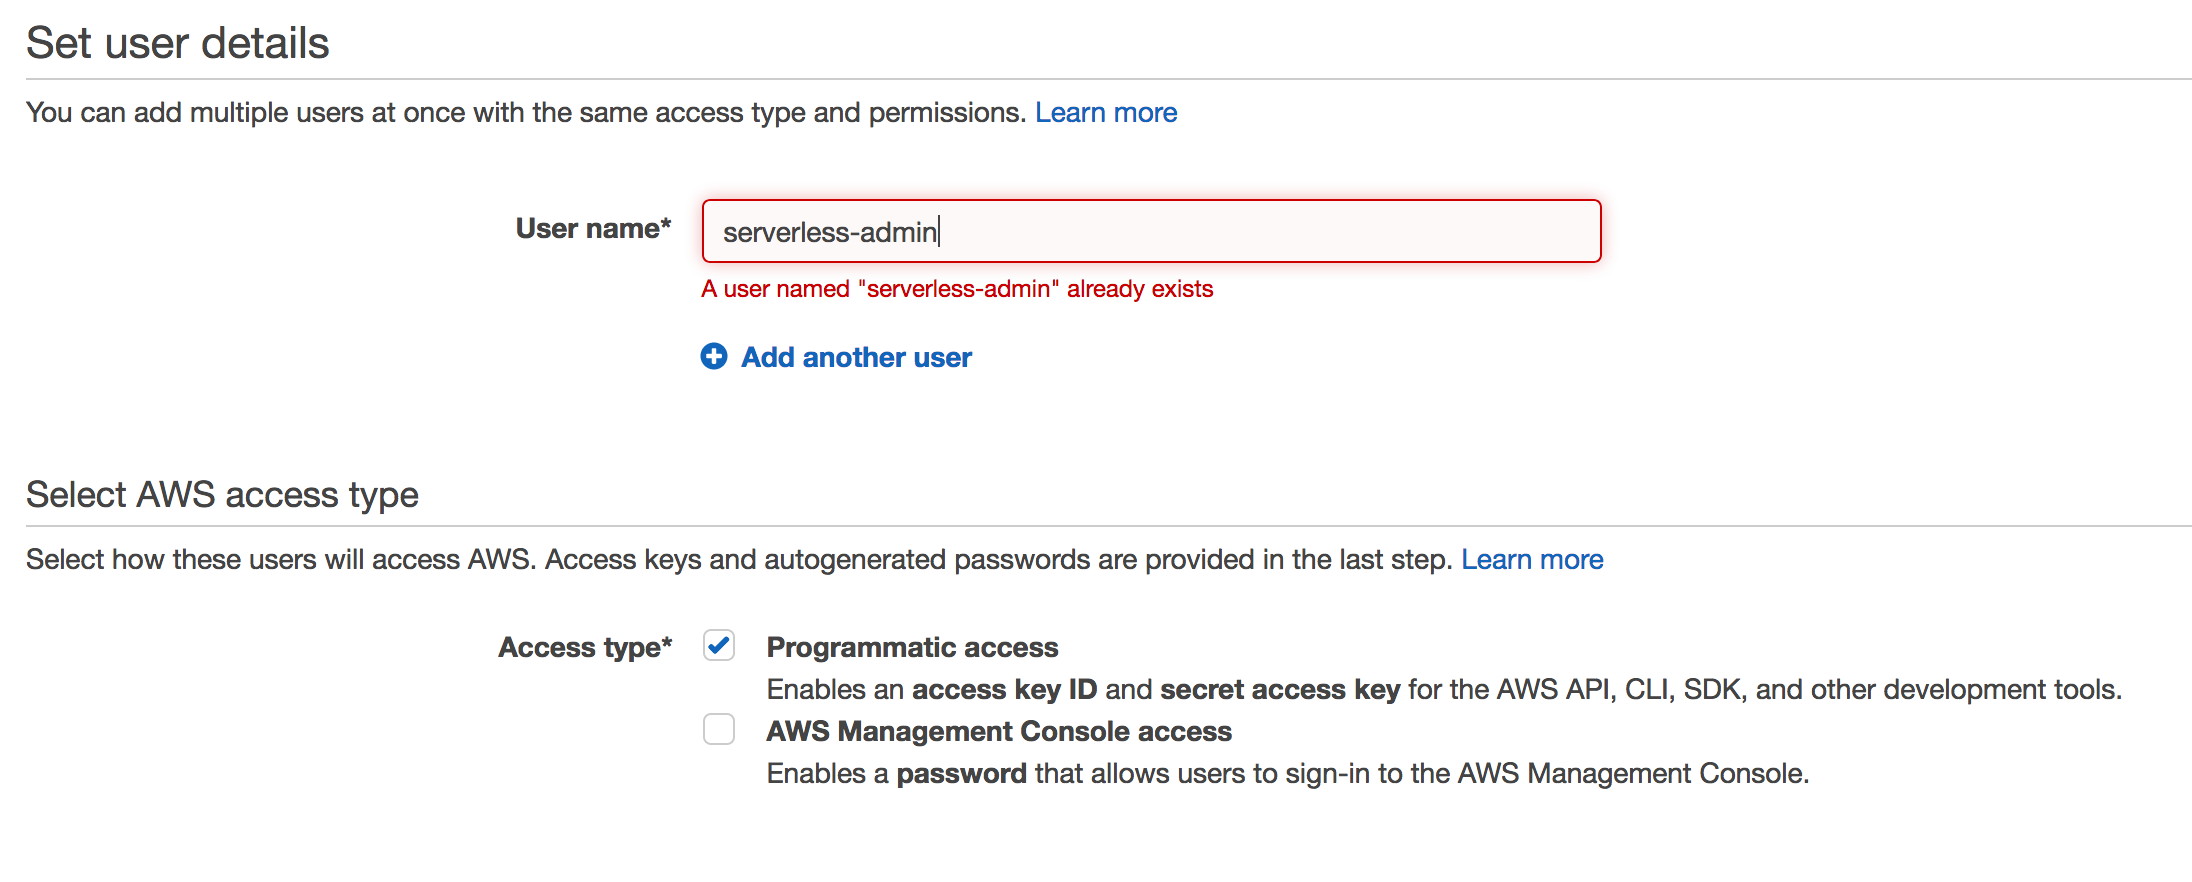 Set user details
You can add multiple users at once with the same access type and permissions. Learn more
User name* serverless-admin
A user named "serverless-admin" already exists
Add another user
Select AWS access type
Select how these users will access AWS. Access keys and autogenerated passwords are provided in the last step. Learn more
Access type* Programmatic access
Enables an access key ID and secret access key for the AWS API, CLI, SDK, and other development tools.
AWS Management Console access
Enables a password that allows users to sign-in to the AWS Management Console.